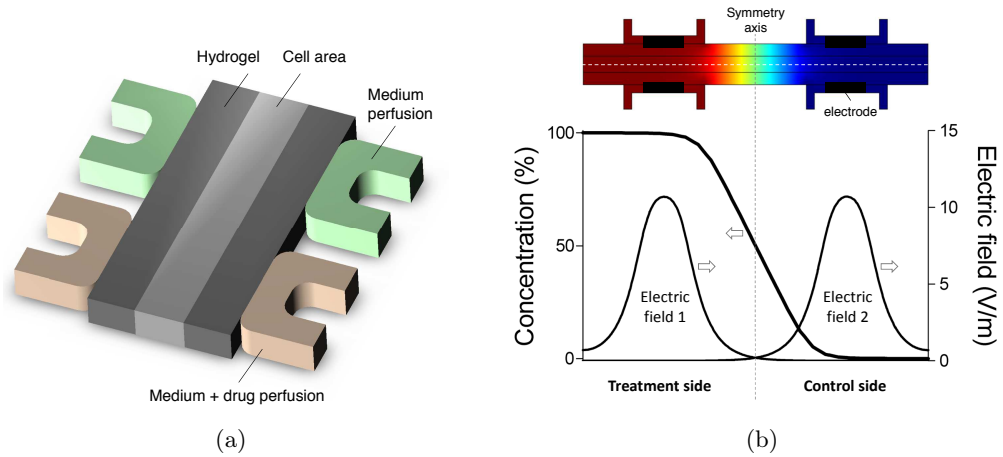 Hydrogel
Cell area
Medium
perfusion
Medium + drug perfusion
(a)
Symmetry
axis
electrode
Concentration (%)
100
50
0
Electric
field 1
Electric
field 2
15
10
5
0
Electric field (V/m)
Treatment side
Control side
(b)